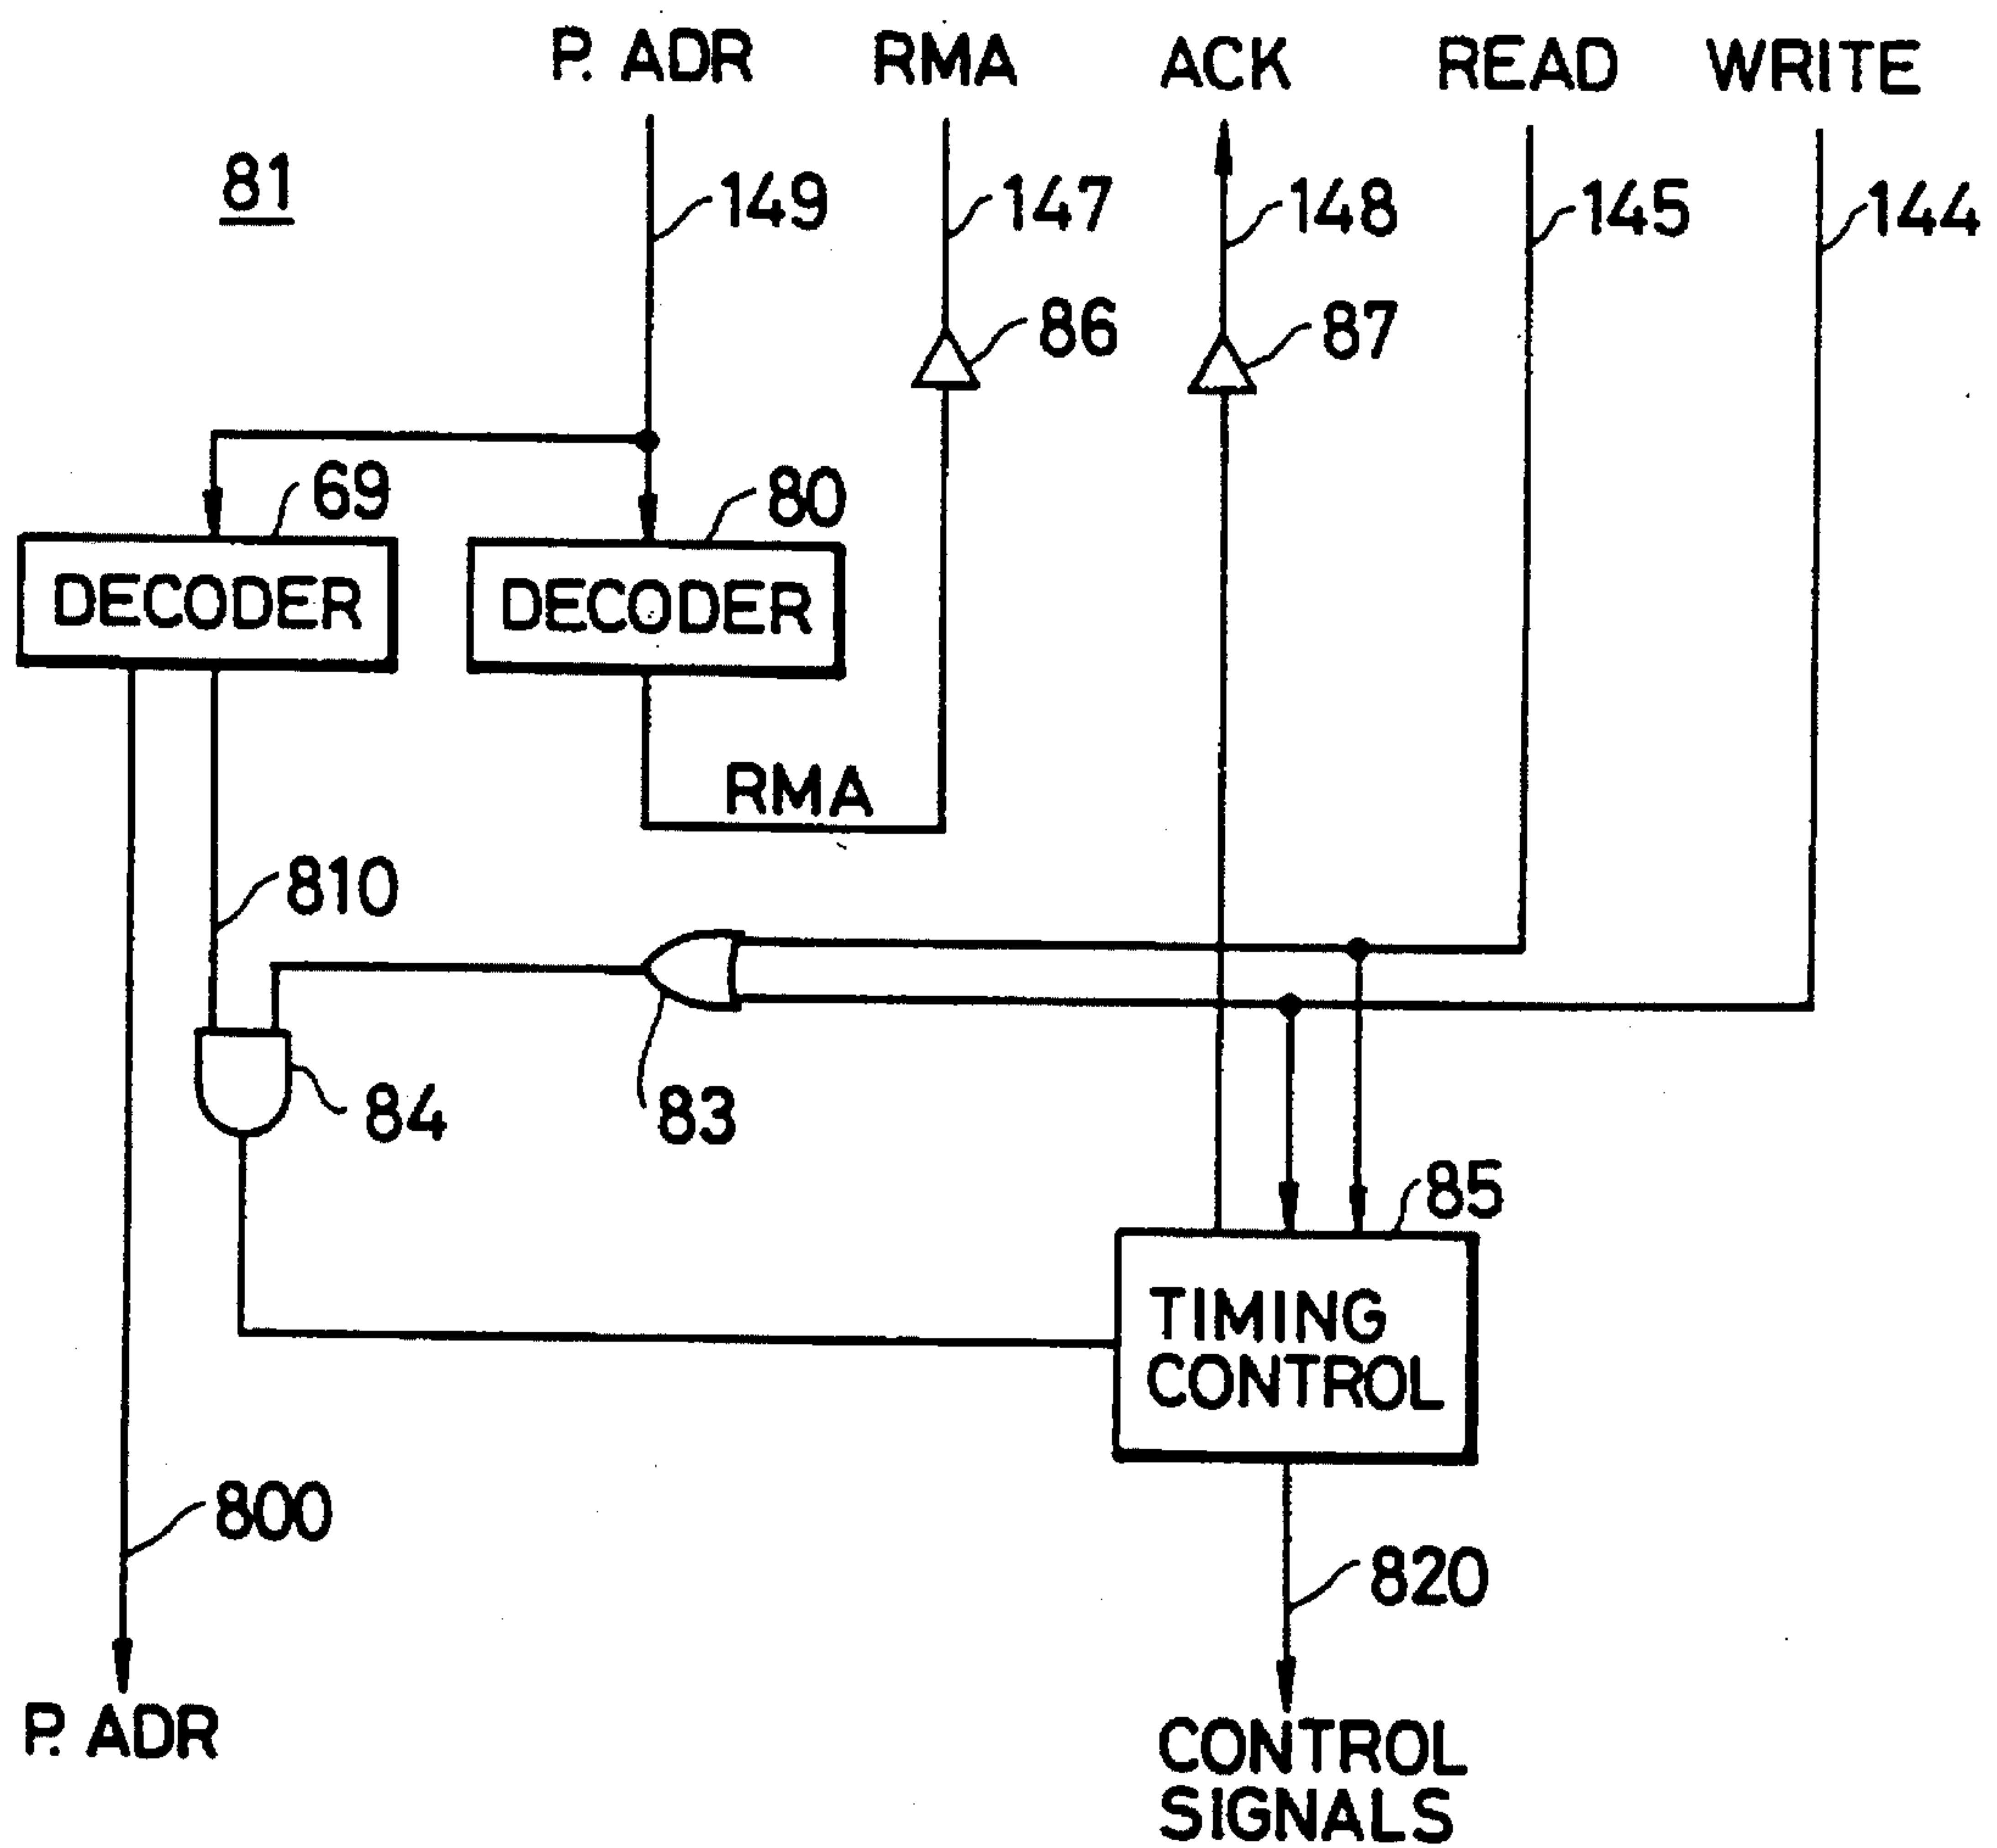 P. ADR RMA ACK READ WRITE
81
149 147 148 145 144
86 87
69 80
DECODER DECODER
RMA
810
84 83
85
TIMING
CONTROL
800
820
P. ADR
CONTROL
SIGNALS